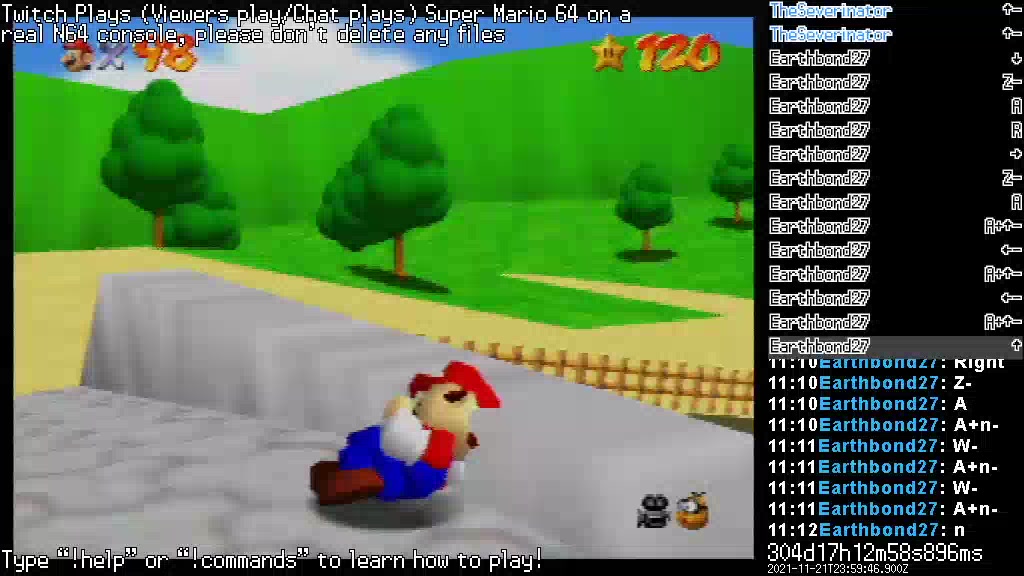 Twitch Plays (Viewers play/Chat plays) Super Mario 64 on a
real N64 console, please don't delete any files
x 98
120
TheSeverinator ↑-
TheSeverinator ↑-
Earthbond27 ↓
Earthbond27 Z-
Earthbond27 A
Earthbond27 R
Earthbond27 →
Earthbond27 Z-
Earthbond27 A
Earthbond27 A+↑-
Earthbond27 ←-
Earthbond27 A+↑-
Earthbond27 ←-
Earthbond27 A+↑-
Earthbond27 ↑
11:10Earthbond27: Right
11:10Earthbond27: Z-
11:10Earthbond27: A
11:10Earthbond27: A+n-
11:11Earthbond27: W-
11:11Earthbond27: A+n-
11:11Earthbond27: W-
11:11Earthbond27: A+n-
11:12Earthbond27: n
Type “!help” or “!commands” to learn how to play!
304d17h12m58s896ms
2021-11-21T23:59:46.900Z